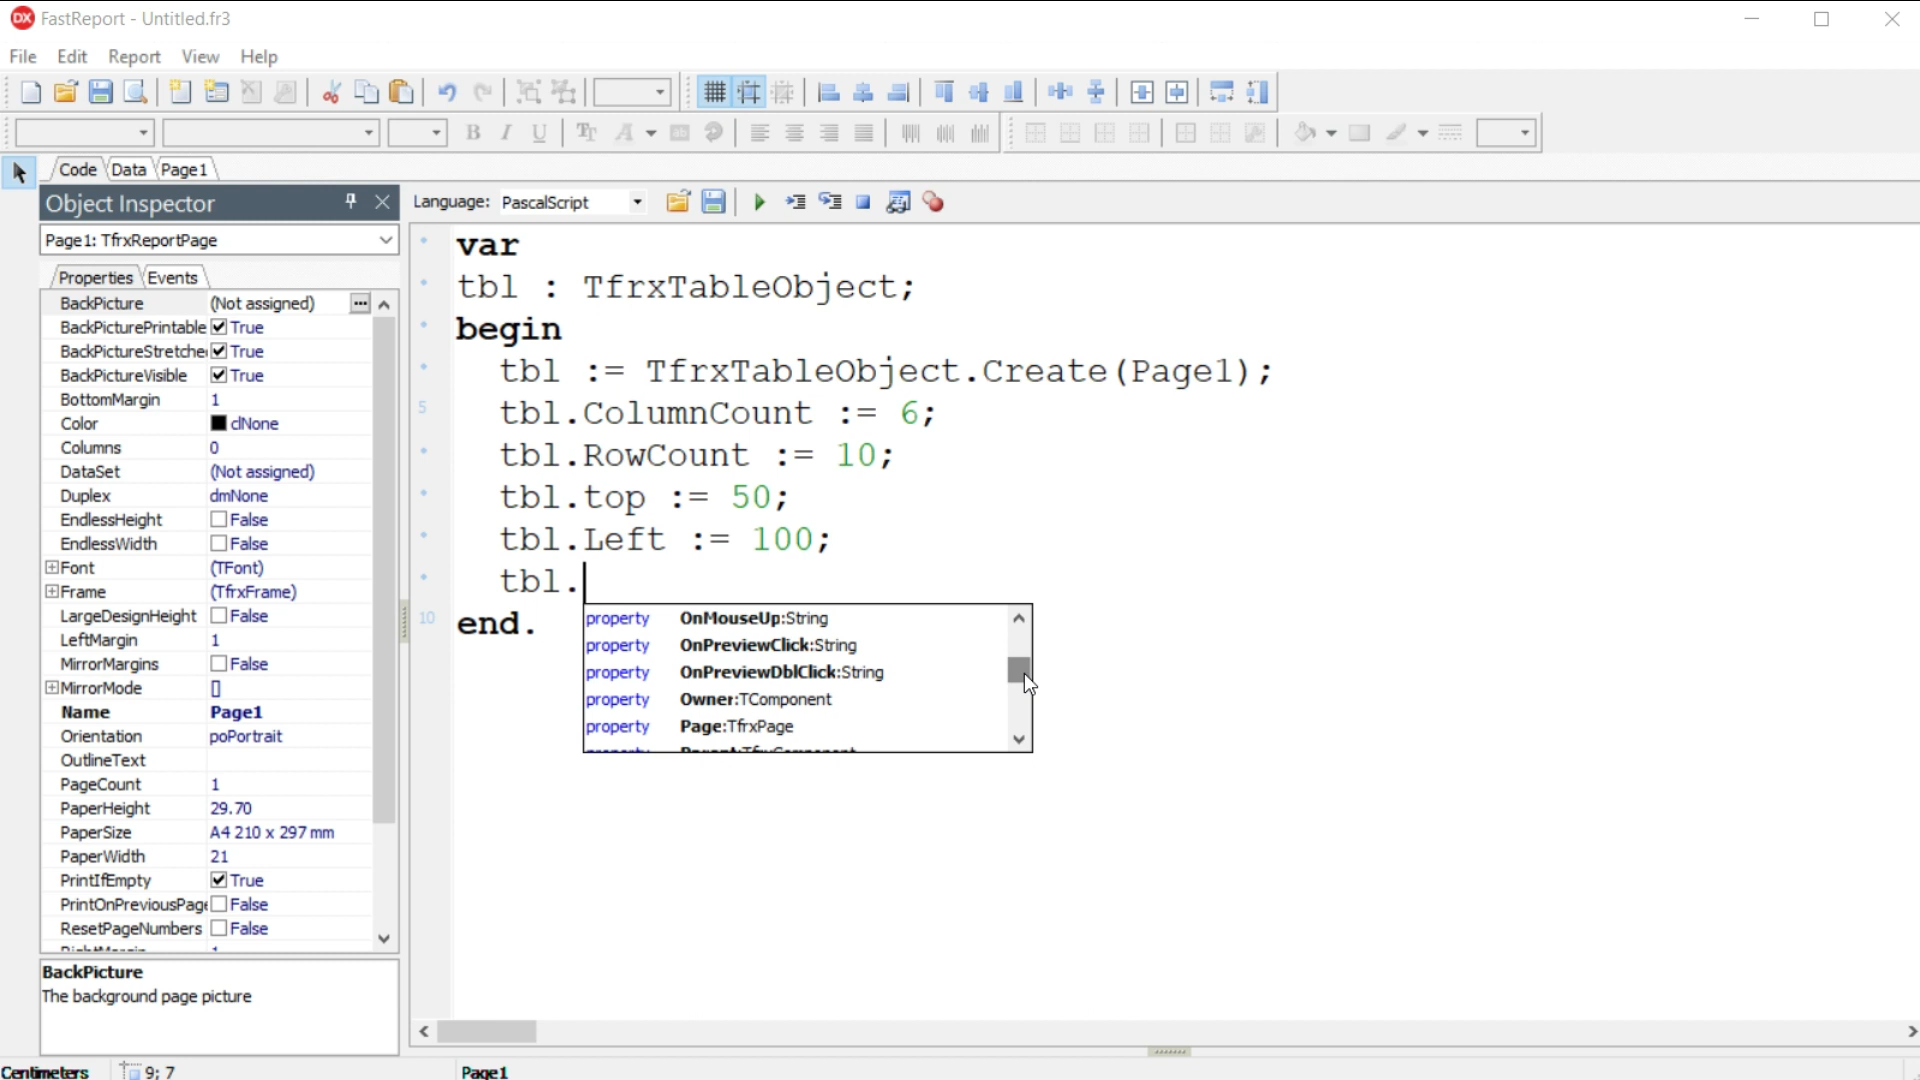 FastReport - Untitled.fr3
File Edit Report View Help
Code Data Page1
Object Inspector
Language: PascalScript
Page1: TfrxReportPage
Properties Events
BackPicture (Not assigned)
BackPicturePrintable True
BackPictureStretche True
BackPictureVisible True
BottomMargin 1
Color clNone
Columns 0
DataSet (Not assigned)
Duplex dmNone
EndlessHeight False
EndlessWidth False
Font (TFont)
Frame (TfrxFrame)
LargeDesignHeight False
LeftMargin 1
MirrorMargins False
MirrorMode []
Name Page1
Orientation poPortrait
OutlineText
PageCount 1
PaperHeight 29.70
PaperSize A4 210 x 297 mm
PaperWidth 21
PrintIfEmpty True
PrintOnPreviousPage False
ResetPageNumbers False
BackPicture
The background page picture
var
tbl : TfrxTableObject;
begin
tbl := TfrxTableObject.Create(Page1);
5 tbl.ColumnCount := 6;
tbl.RowCount := 10;
tbl.top := 50;
tbl.Left := 100;
tbl.
10 end.
property OnMouseUp:String
property OnPreviewClick:String
property OnPreviewDblClick:String
property Owner:TComponent
property Page:TfrxPage
Centimeters 9; 7 Page1